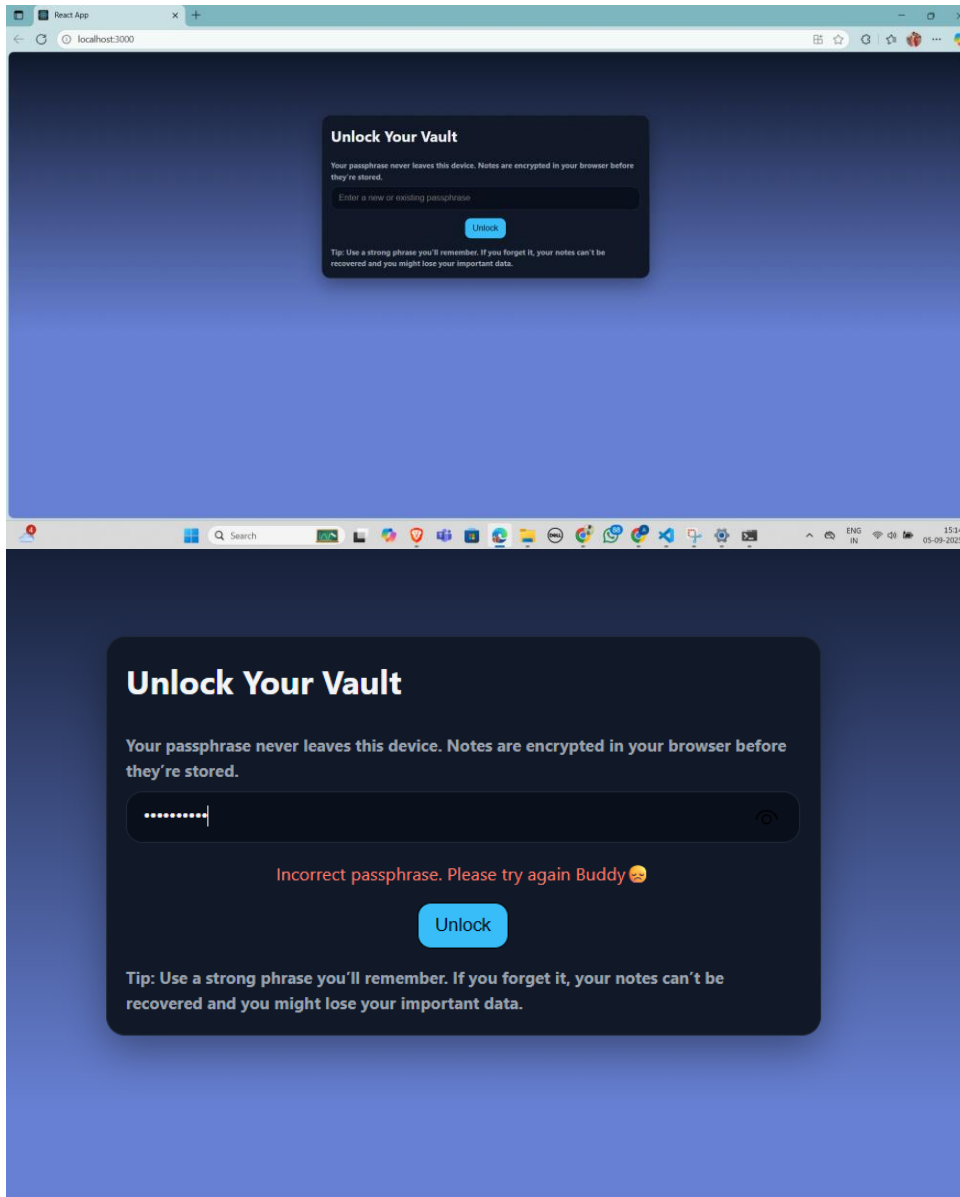 React App
localhost:3000
Unlock Your Vault
Your passphrase never leaves this device. Notes are encrypted in your browser before
they're stored.
Enter a new or existing passphrase
Unlock
Tip: Use a strong phrase you'll remember. If you forget it, your notes can't be
recovered and you might lose your important data.
4
Search
DELL
68
ENG
IN
15:14
05-09-2025
Unlock Your Vault
Your passphrase never leaves this device. Notes are encrypted in your browser before
they're stored.
••••••••••
Incorrect passphrase. Please try again Buddy😞
Unlock
Tip: Use a strong phrase you'll remember. If you forget it, your notes can't be
recovered and you might lose your important data.